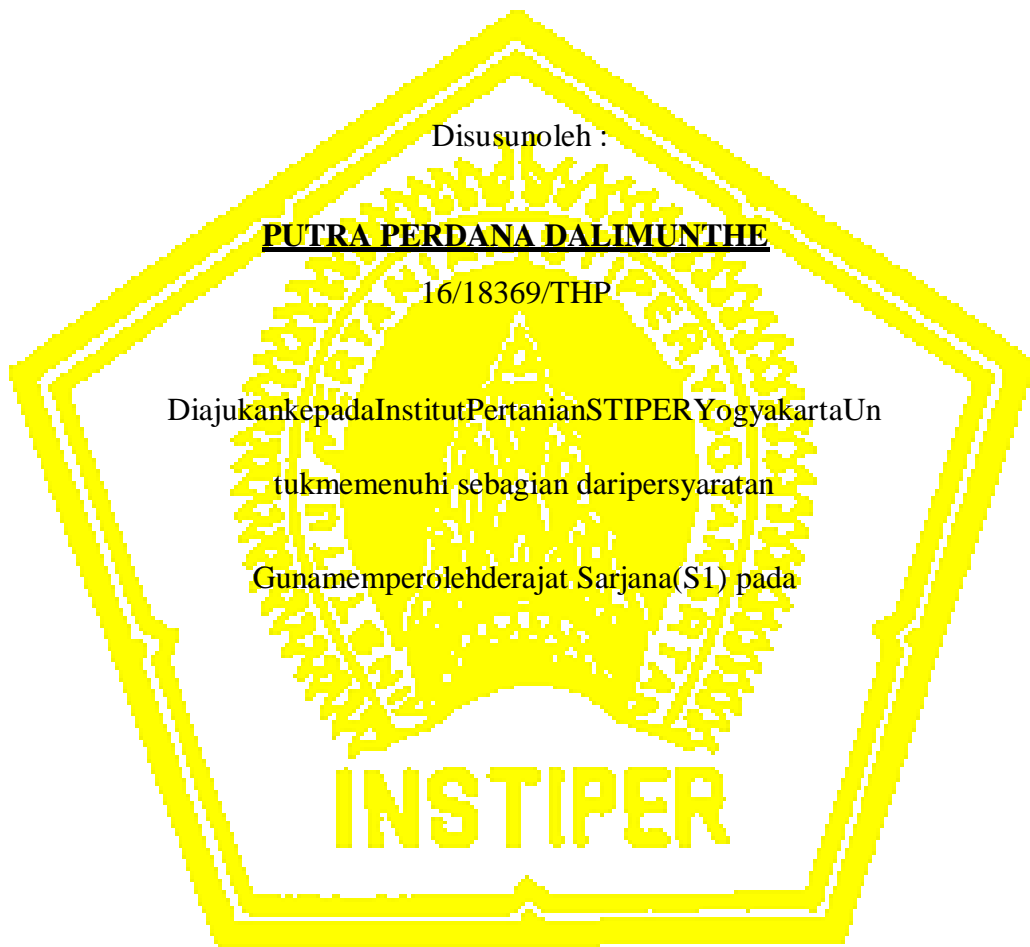 Disusunoleh :
PUTRA PERDANA DALIMUNTHE
16/18369/THP
DiajukankepadaInstitutPertanianSTIPERYogyakartaUn
tukmemenuhi sebagian daripersyaratan
Gunamemperolehderajat Sarjana(S1) pada
INSTIPER